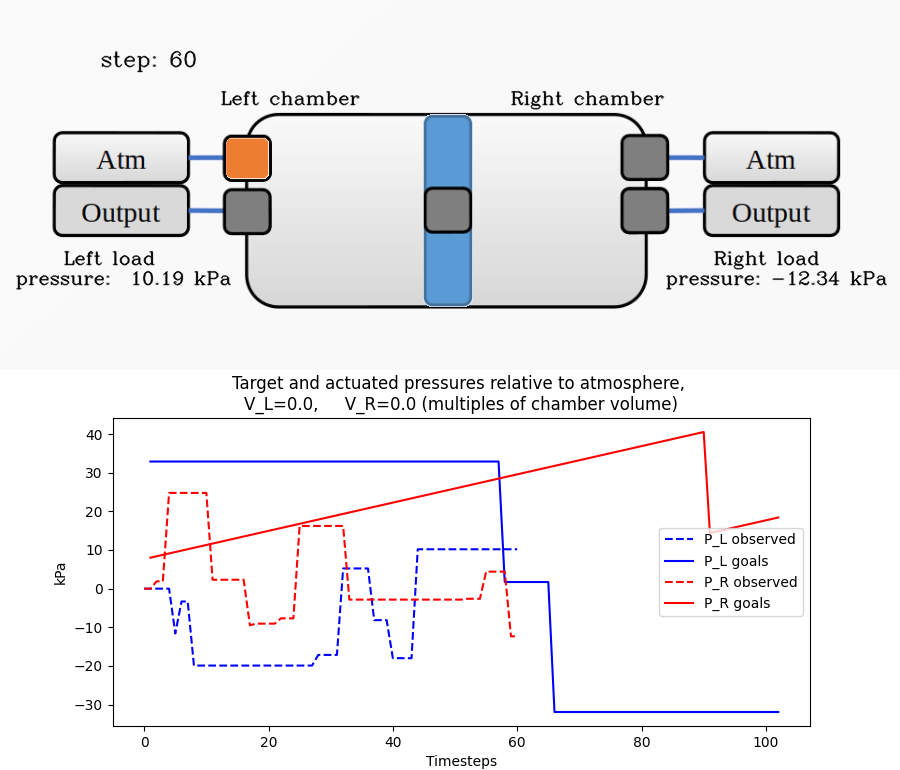 step: 60
Left chamber
Right chamber
Atm
Output
Atm
Output
Left load
pressure: 10.19 kPa
Right load
pressure: −12.34 kPa
Target and actuated pressures relative to atmosphere,
V_L=0.0, V_R=0.0 (multiples of chamber volume)
40
30
20
10
0
−10
−20
−30
kPa
P_L observed
P_L goals
P_R observed
P_R goals
0 20 40 60 80 100
Timesteps